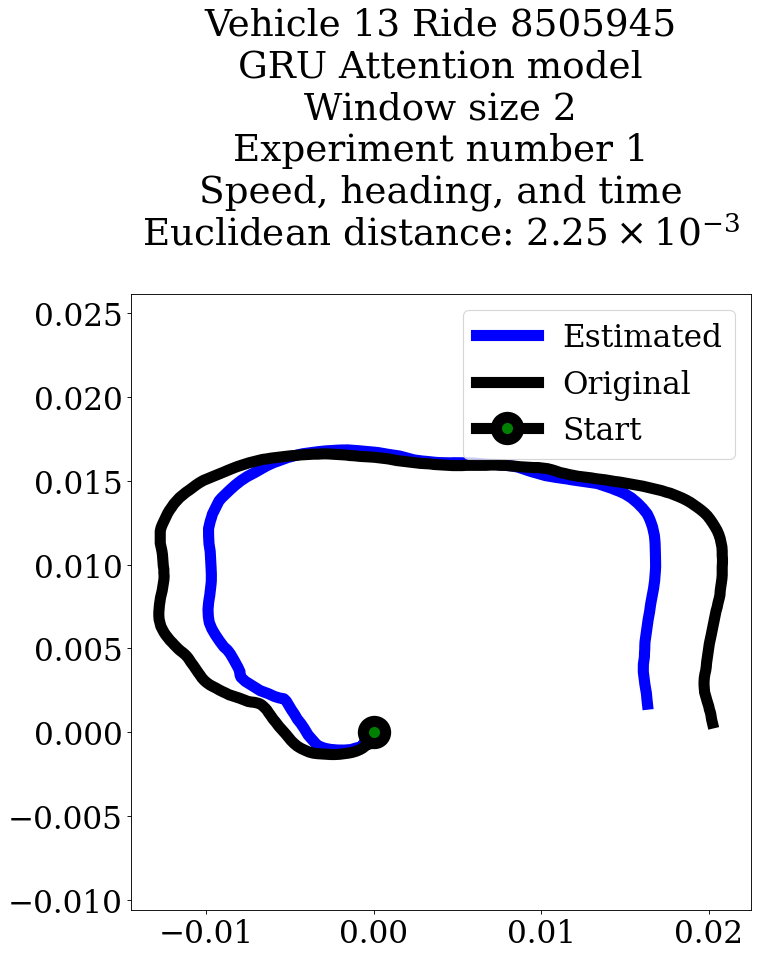 Vehicle 13 Ride 8505945
GRU Attention model
Window size 2
Experiment number 1
Speed, heading, and time
Euclidean distance: 2.25 × 10⁻³
0.025
Estimated
0.020
Original
Start
0.015
0.010
0.005
0.000
−0.005
−0.010
−0.01 0.00 0.01 0.02